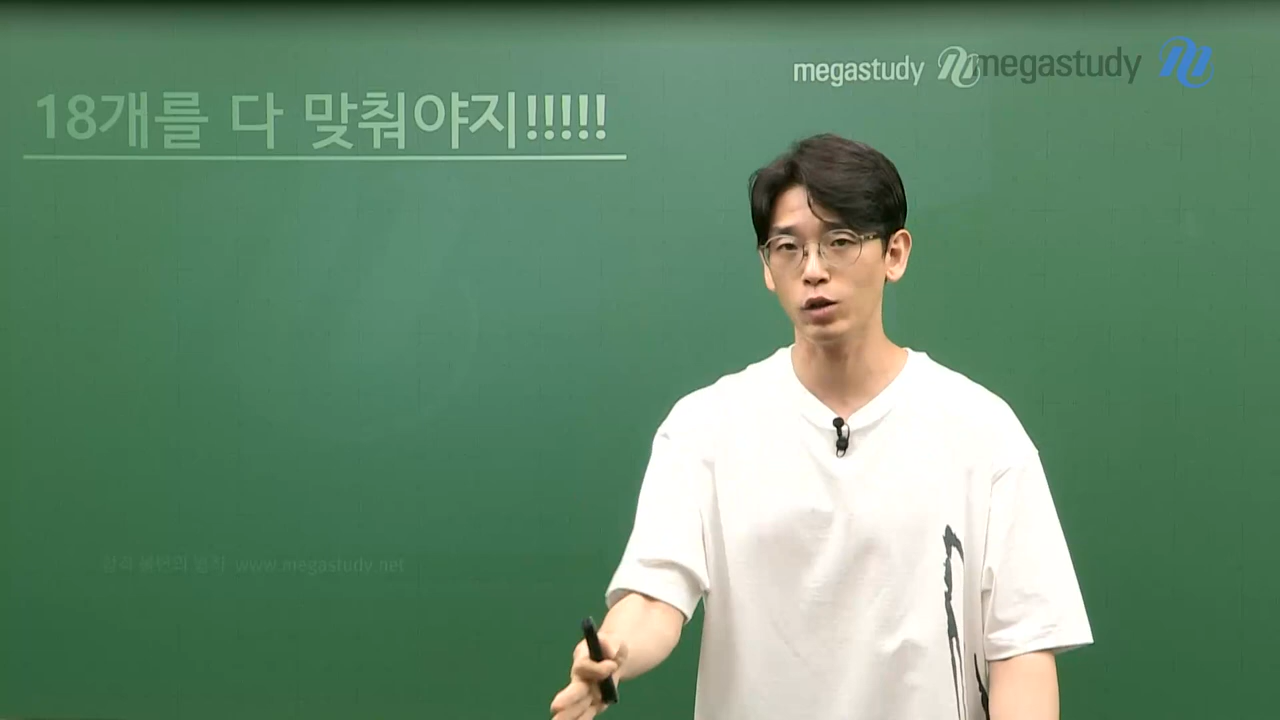 megastudy megastudy
18개를 다 맞춰야지!!!!!
www.megastudy.net